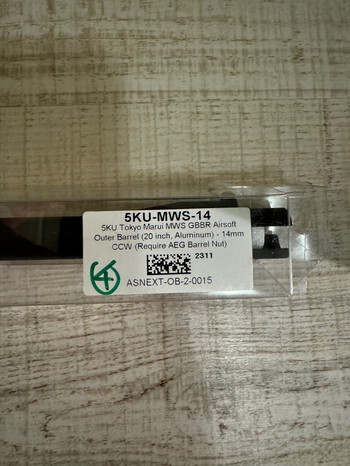 5KU-MWS-14
5KU Tokyo Marui MWS GBBR Airsoft
Outer Barrel (20 inch, Aluminum) - 14mm
CCW (Require AEG Barrel Nut)
2311
ASNEXT-OB-2-0015